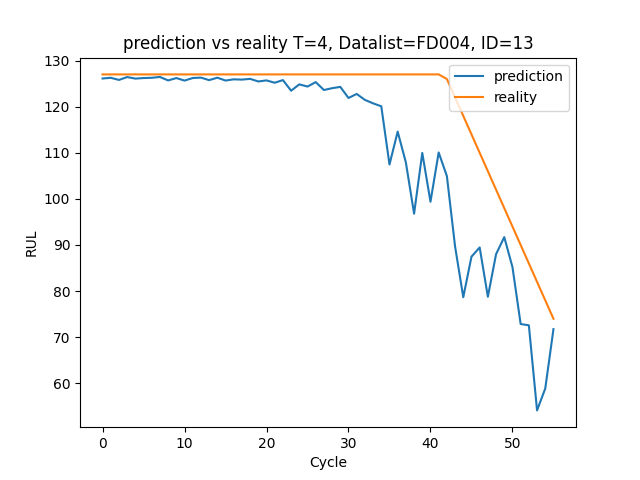 prediction vs reality T=4, Datalist=FD004, ID=13
prediction
reality
130
120
110
100
90
80
70
60
RUL
0 10 20 30 40 50
Cycle